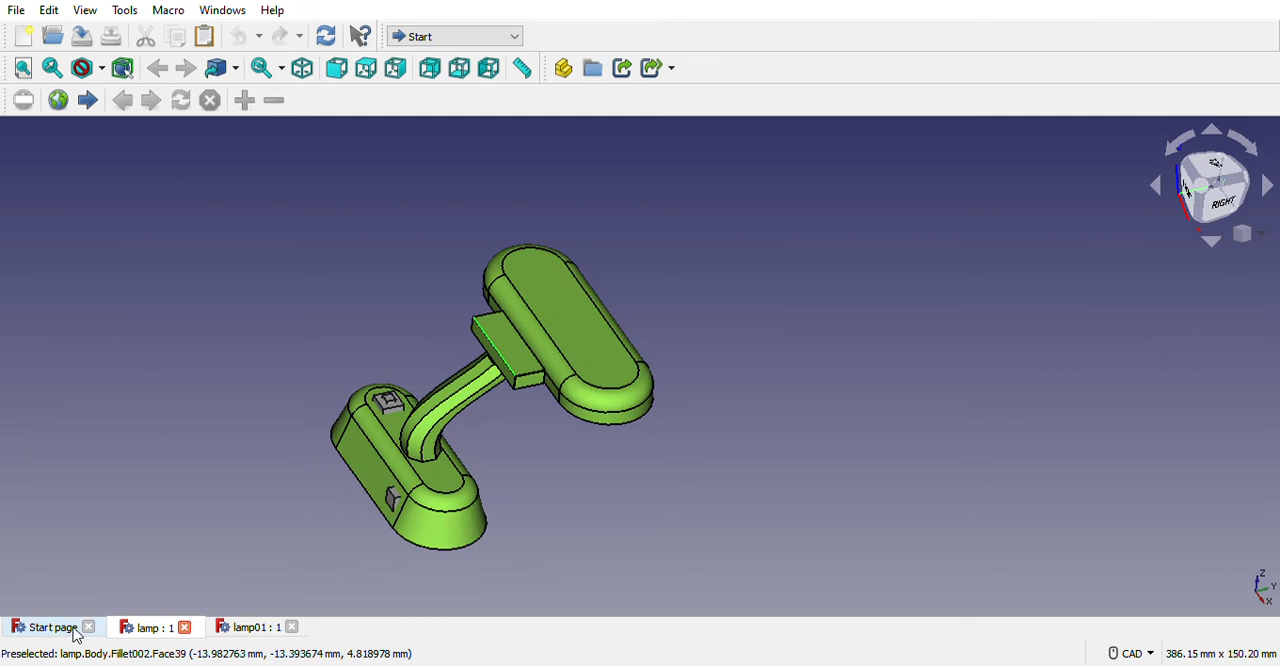 File Edit View Tools Macro Windows Help
Start
RIGHT
Z
Y
X
Start page lamp : 1 lamp01 : 1
Preselected: lamp.Body.Fillet002.Face39 (-13.982763 mm, -13.393674 mm, 4.818978 mm) CAD 386.15 mm x 150.20 mm